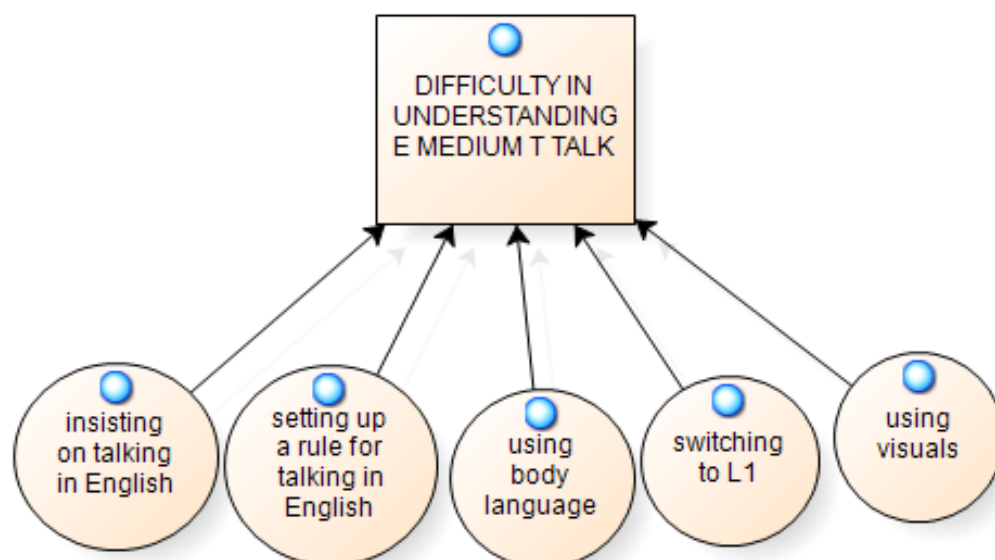 DIFFICULTY IN
UNDERSTANDING
E MEDIUM T TALK
insisting
on talking
in English
setting up
a rule for
talking in
English
using
body
language
switching
to L1
using
visuals